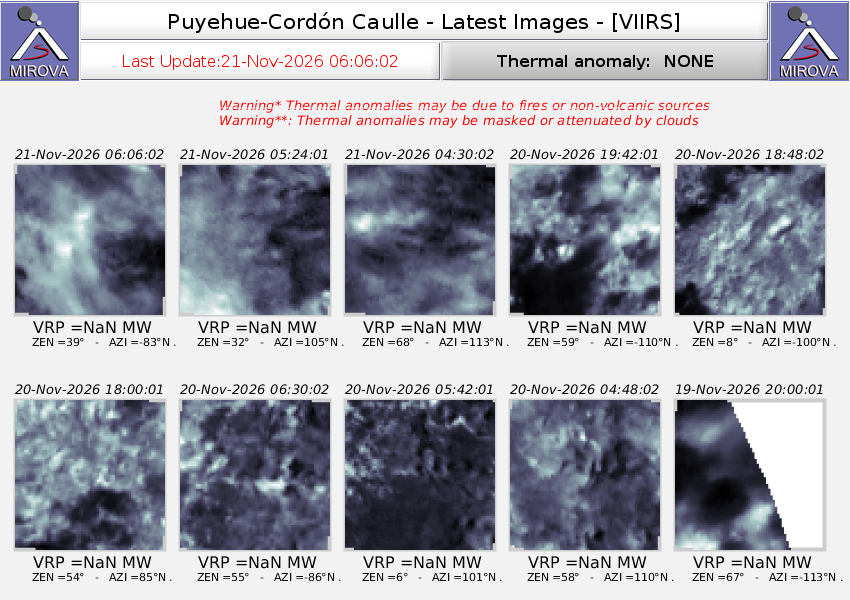 Puyehue-Cordón Caulle - Latest Images - [VIIRS]
MIROVA
Last Update:21-Nov-2026 06:06:02
Thermal anomaly: NONE
MIROVA
Warning* Thermal anomalies may be due to fires or non-volcanic sources
Warning**: Thermal anomalies may be masked or attenuated by clouds
21-Nov-2026 06:06:02
21-Nov-2026 05:24:01
21-Nov-2026 04:30:02
20-Nov-2026 19:42:01
20-Nov-2026 18:48:02
VRP =NaN MW
VRP =NaN MW
VRP =NaN MW
VRP =NaN MW
VRP =NaN MW
ZEN =39° - AZI =-83°N .
ZEN =32° - AZI =105°N .
ZEN =68° - AZI =113°N .
ZEN =59° - AZI =-110°N .
ZEN =8° - AZI =-100°N .
20-Nov-2026 18:00:01
20-Nov-2026 06:30:02
20-Nov-2026 05:42:01
20-Nov-2026 04:48:02
19-Nov-2026 20:00:01
VRP =NaN MW
VRP =NaN MW
VRP =NaN MW
VRP =NaN MW
VRP =NaN MW
ZEN =54° - AZI =85°N .
ZEN =55° - AZI =-86°N .
ZEN =6° - AZI =101°N .
ZEN =58° - AZI =110°N .
ZEN =67° - AZI =-113°N .